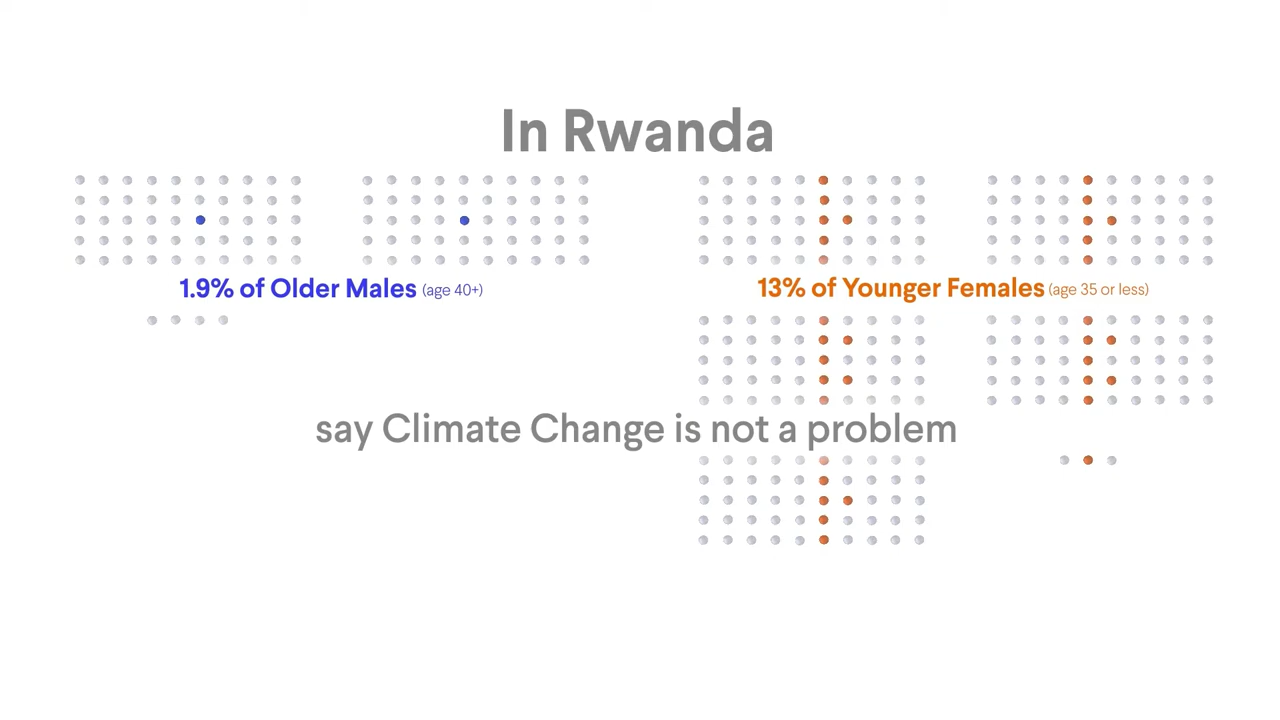 In Rwanda
1.9% of Older Males (age 40+)
13% of Younger Females (age 35 or less)
say Climate Change is not a problem